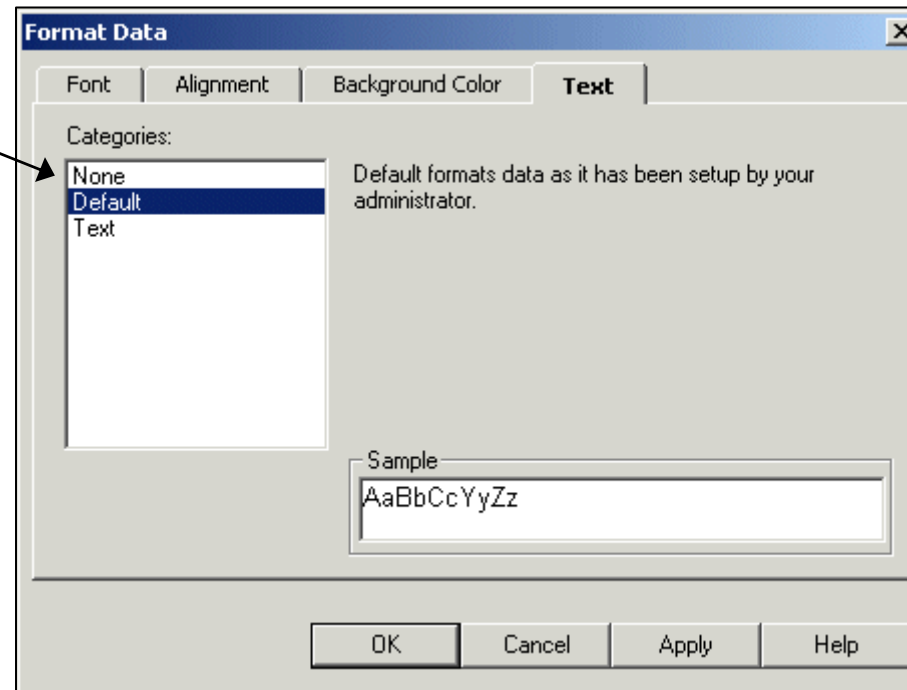 Format Data
Font Alignment Background Color Text
Categories:
None
Default
Text
Default formats data as it has been setup by your
administrator.
Sample
AaBbCcYyZz
OK Cancel Apply Help